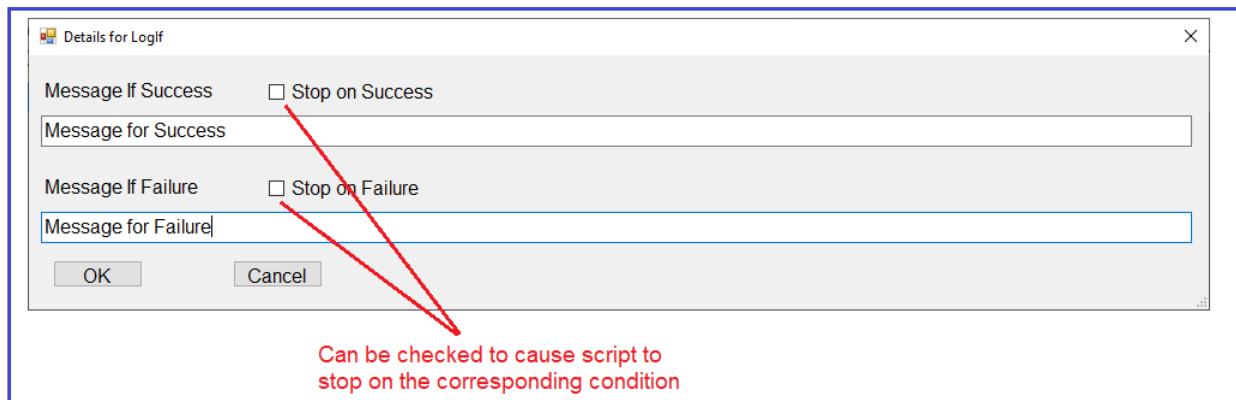 Details for LogIf
Message If Success Stop on Success
Message for Success
Message If Failure Stop on Failure
Message for Failure
OK Cancel
Can be checked to cause script to
stop on the corresponding condition